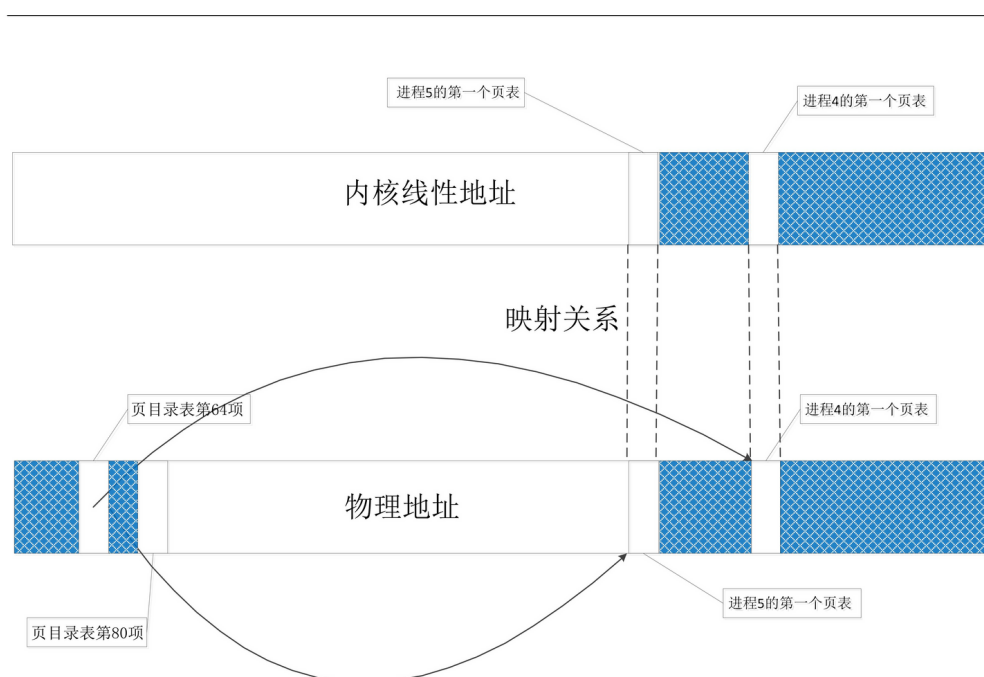 进程5的第一个页表
进程4的第一个页表
内核线性地址
映射关系
页目录表第64项
进程4的第一个页表
物理地址
进程5的第一个页表
页目录表第80项